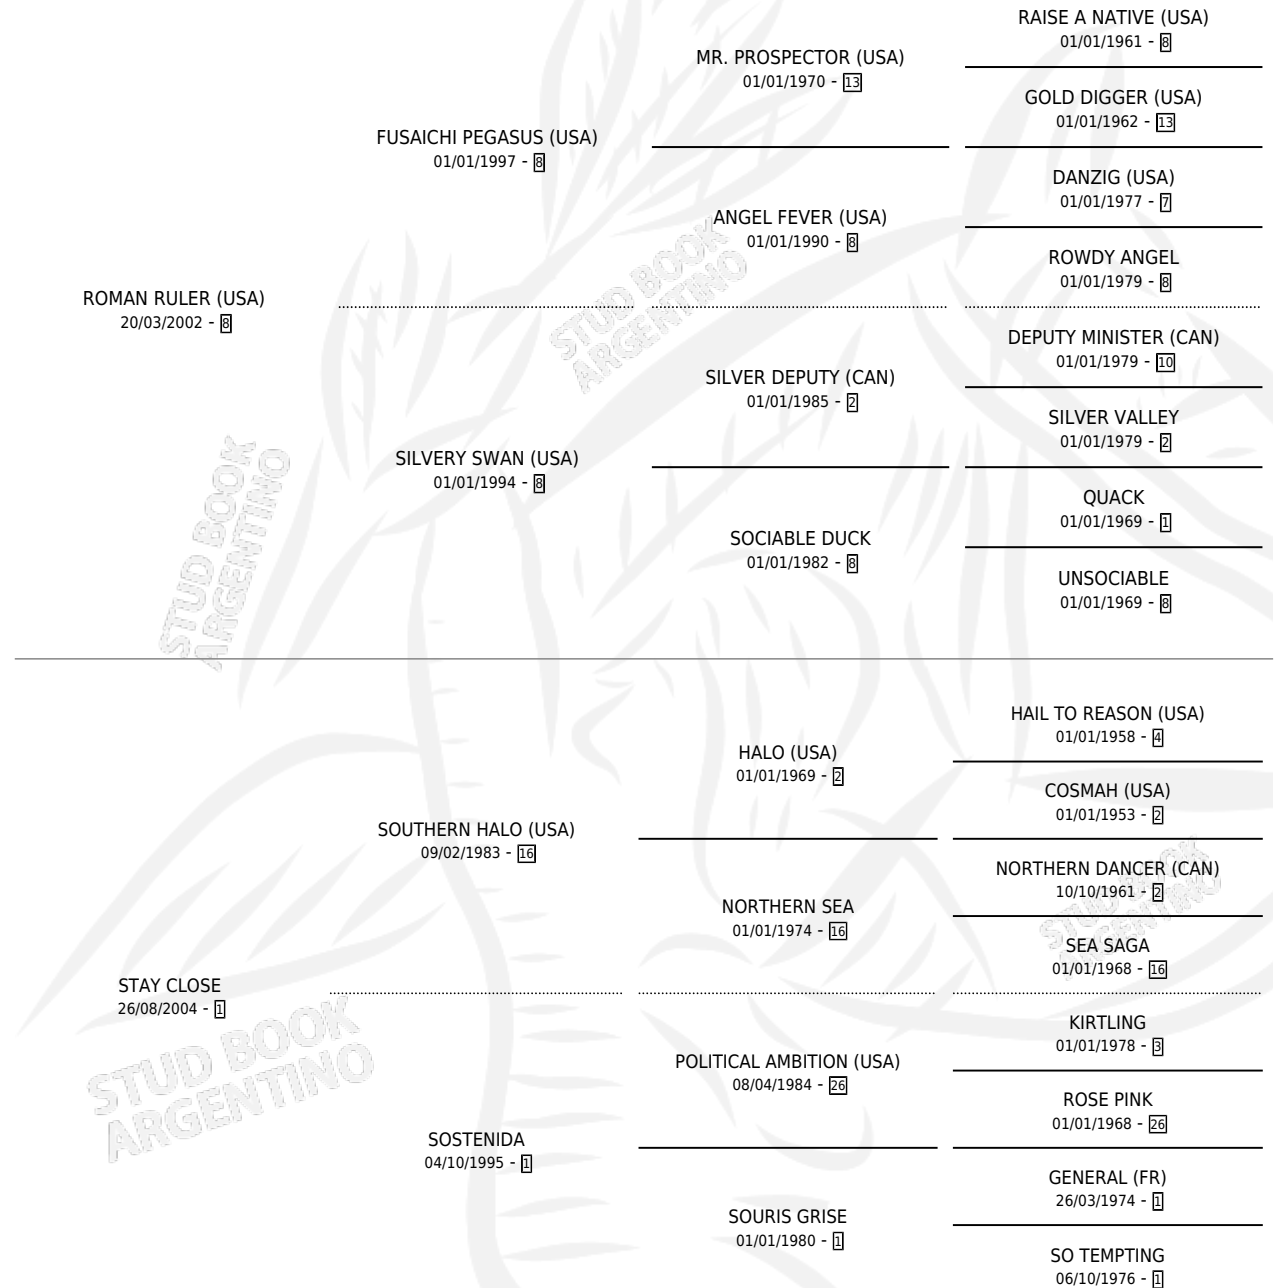 RAISE A NATIVE (USA)
01/01/1961 - 8
MR. PROSPECTOR (USA)
01/01/1970 - 13
GOLD DIGGER (USA)
01/01/1962 - 13
FUSAICHI PEGASUS (USA)
01/01/1997 - 8
DANZIG (USA)
01/01/1977 - 7
ANGEL FEVER (USA)
01/01/1990 - 8
ROWDY ANGEL
01/01/1979 - 8
ROMAN RULER (USA)
20/03/2002 - 8
STUD BOOK
ARGENTINO
DEPUTY MINISTER (CAN)
01/01/1979 - 10
SILVER DEPUTY (CAN)
01/01/1985 - 2
SILVER VALLEY
01/01/1979 - 2
SILVERY SWAN (USA)
01/01/1994 - 8
QUACK
01/01/1969 - 1
SOCIABLE DUCK
01/01/1982 - 8
UNSOCIABLE
01/01/1969 - 8
STUD BOOK
ARGENTINO
HAIL TO REASON (USA)
01/01/1958 - 4
HALO (USA)
01/01/1969 - 2
COSMAH (USA)
01/01/1953 - 2
SOUTHERN HALO (USA)
09/02/1983 - 16
NORTHERN DANCER (CAN)
10/10/1961 - 2
NORTHERN SEA
01/01/1974 - 16
STUD BOOK
ARGENTINO
SEA SAGA
01/01/1968 - 16
STAY CLOSE
26/08/2004 - 1
STUD BOOK
ARGENTINO
KIRTLING
01/01/1978 - 3
POLITICAL AMBITION (USA)
08/04/1984 - 26
ROSE PINK
01/01/1968 - 26
SOSTENIDA
04/10/1995 - 1
GENERAL (FR)
26/03/1974 - 1
SOURIS GRISE
01/01/1980 - 1
SO TEMPTING
06/10/1976 - 1